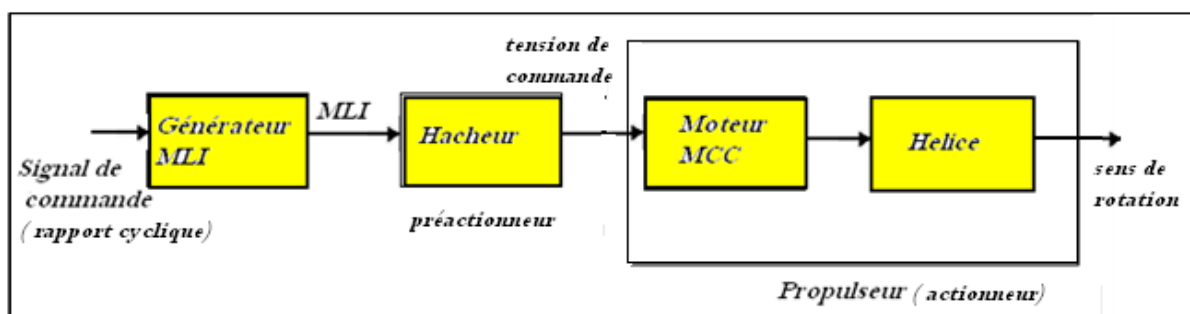 tension de
commande
Générateur
MLI
MLI
Hacheur
Moteur
MCC
Helice
Signal de
commande
( rapport cyclique)
préactionneur
sens de
rotation
Propulseur ( actionneur)